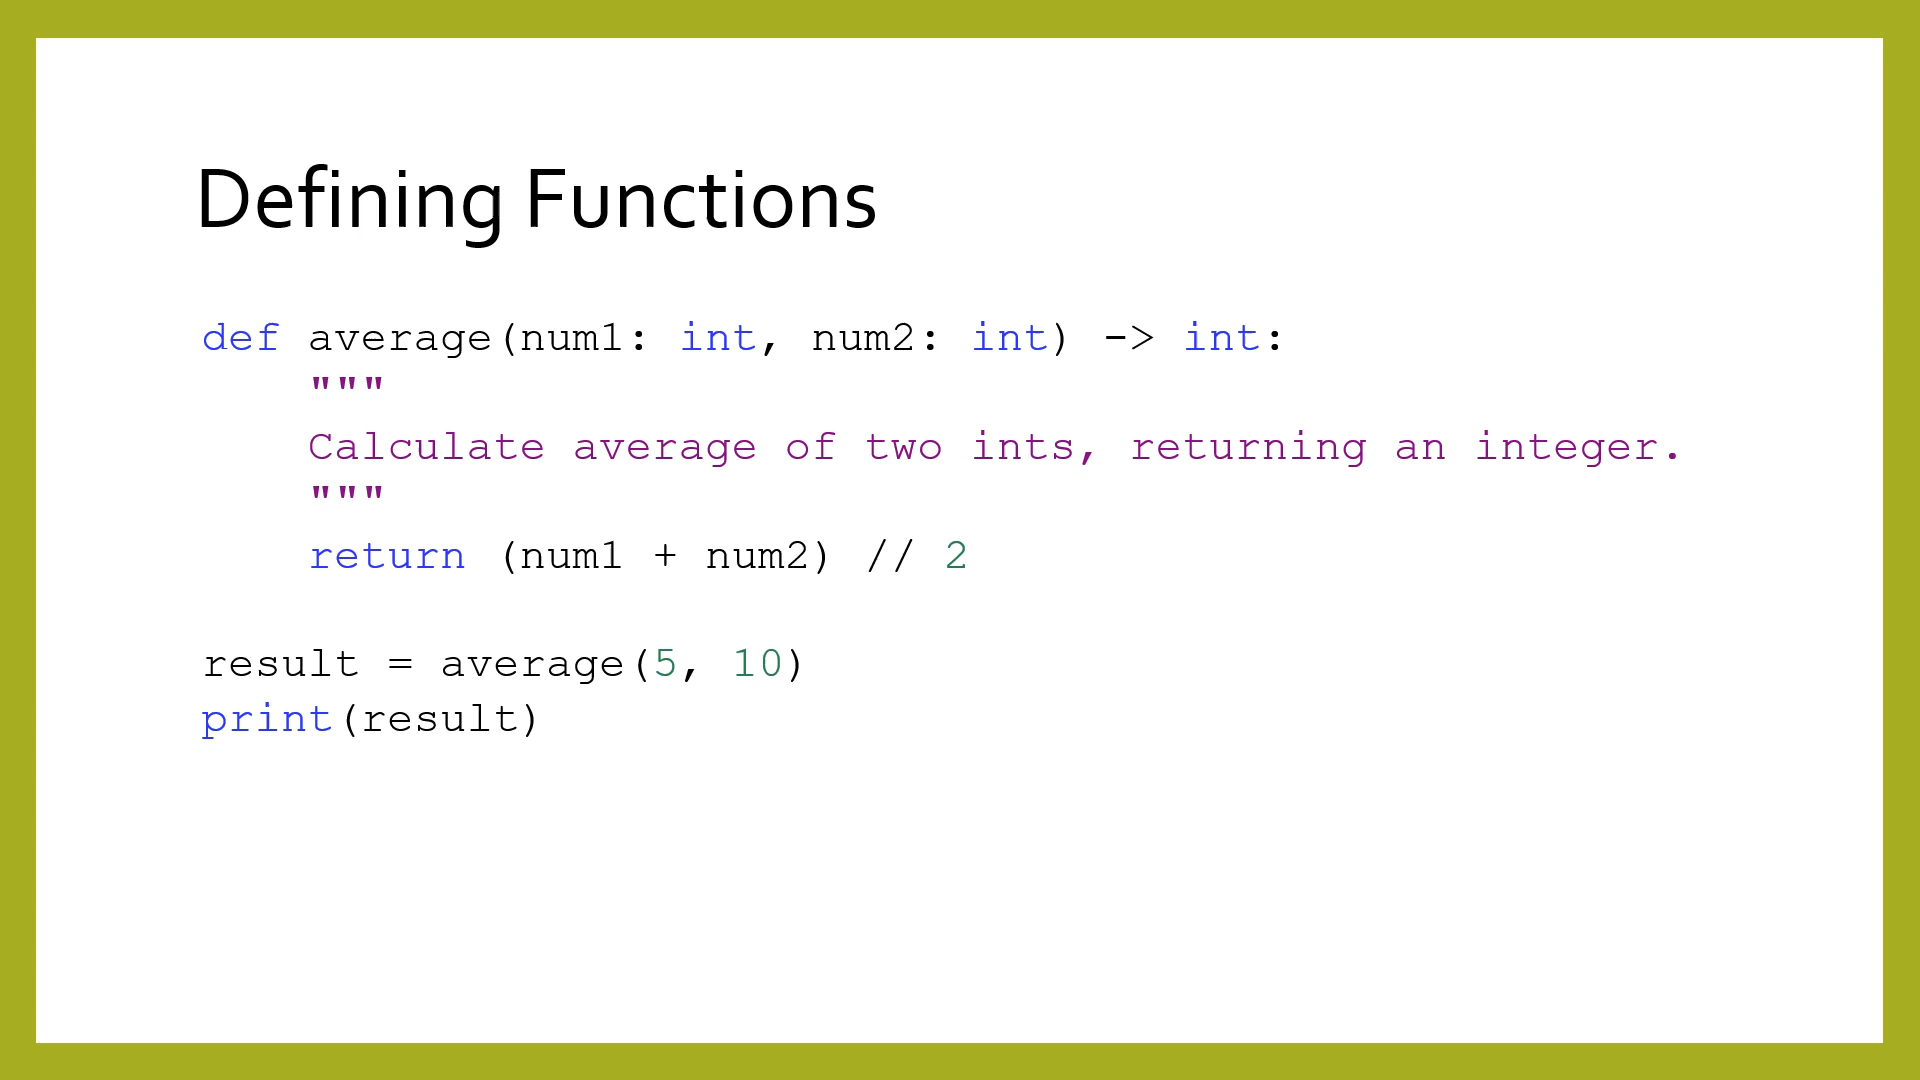 Defining Functions
def average(num1: int, num2: int) -> int:
    """
    Calculate average of two ints, returning an integer.
    """
    return (num1 + num2) // 2
result = average(5, 10)
print(result)